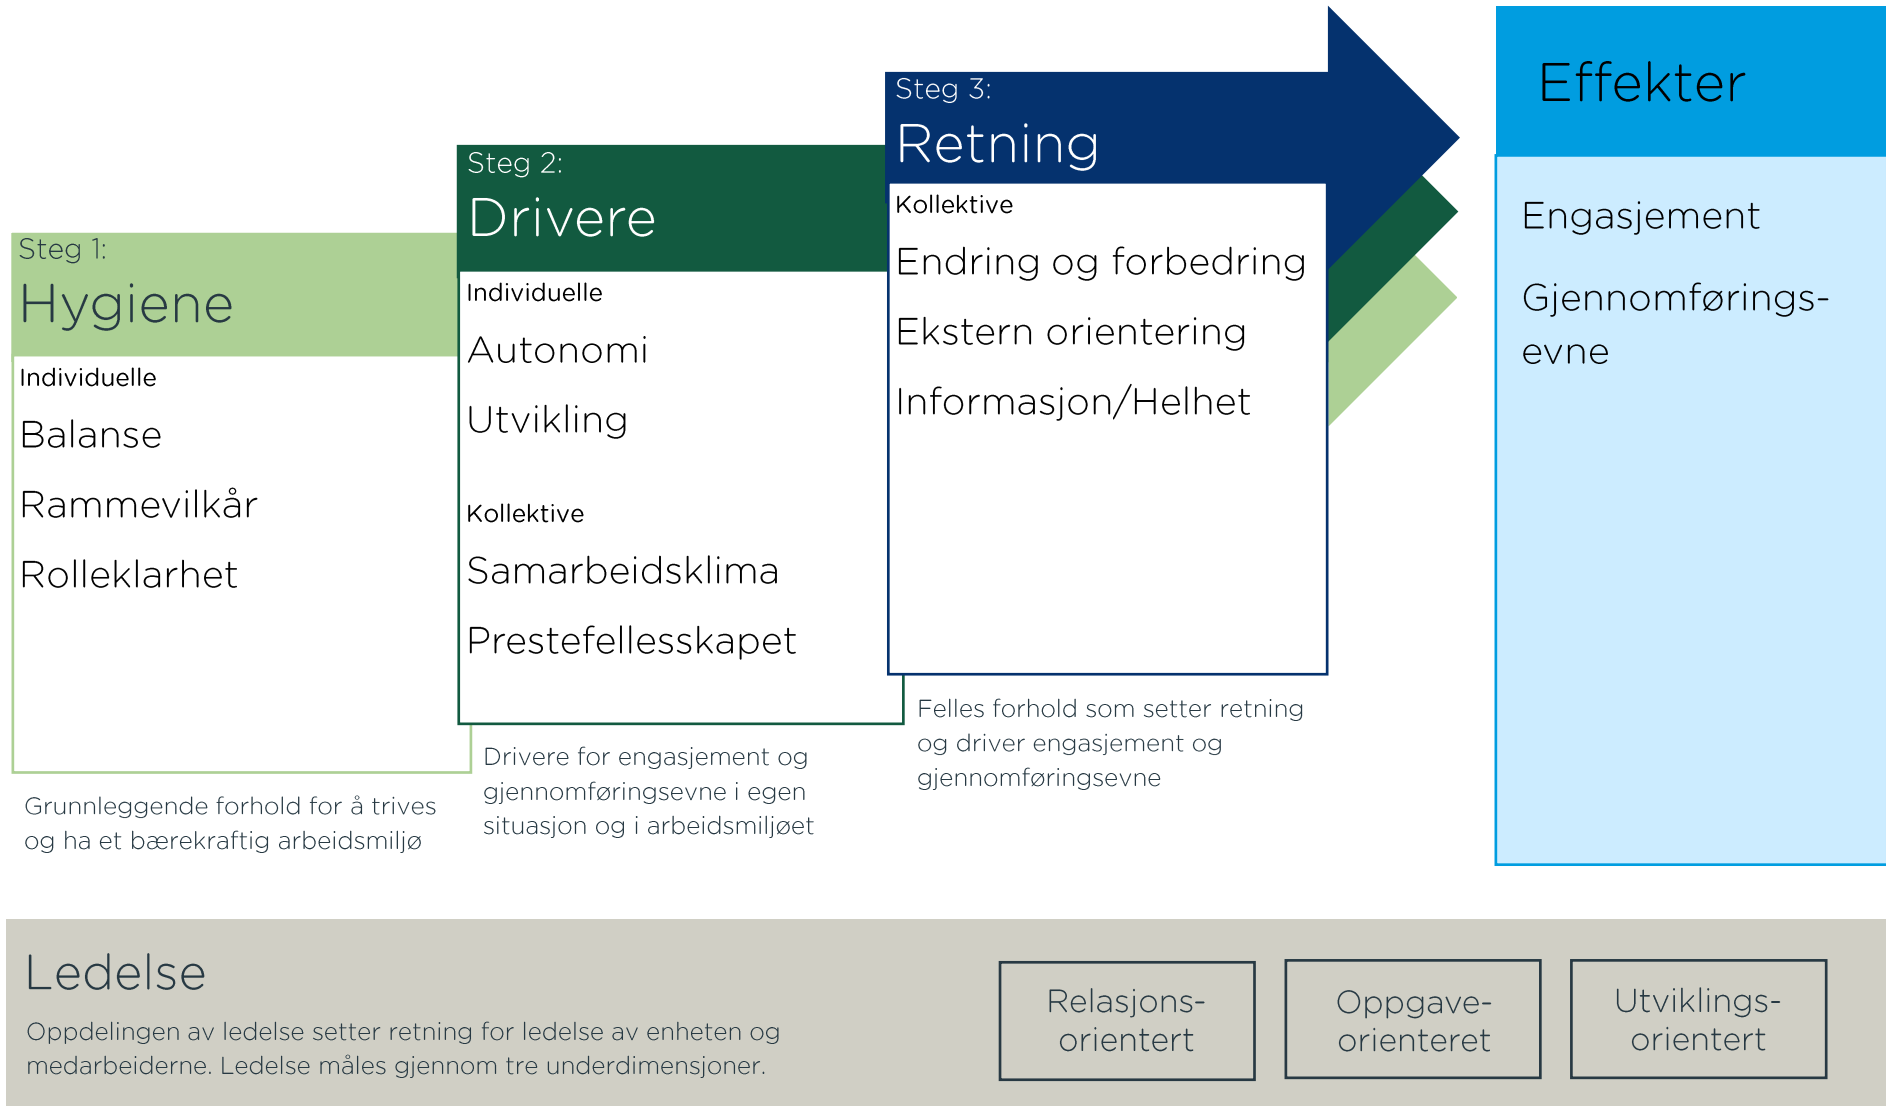 Steg 1:
Hygiene
Individuelle
Balanse
Rammevilkår
Rolleklarhet
Grunnleggende forhold for å trives
og ha et bærekraftig arbeidsmiljø
Steg 2:
Drivere
Individuelle
Autonomi
Utvikling
Kollektive
Samarbeidsklima
Prestefellesskapet
Drivere for engasjement og
gjennomføringsevne i egen
situasjon og i arbeidsmiljøet
Steg 3:
Retning
Kollektive
Endring og forbedring
Ekstern orientering
Informasjon/Helhet
Felles forhold som setter retning
og driver engasjement og
gjennomføringsevne
Effekter
Engasjement
Gjennomførings-
evne
Ledelse
Oppdelingen av ledelse setter retning for ledelse av enheten og
medarbeiderne. Ledelse måles gjennom tre underdimensjoner.
Relasjons-
orientert
Oppgave-
orienteret
Utviklings-
orientert